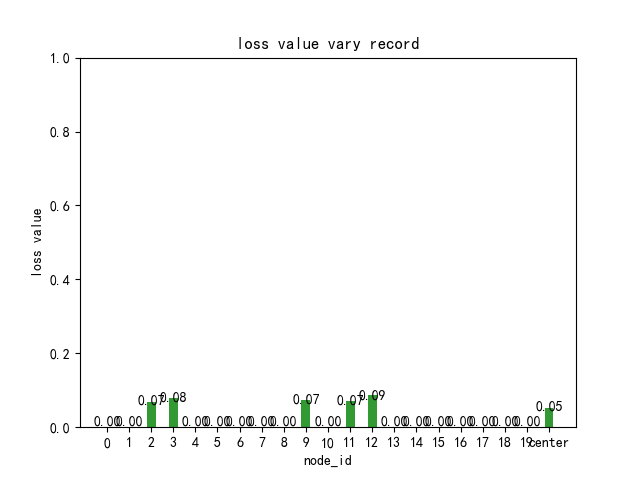 loss value vary record
1.0
0.8
0.6
0.4
0.2
0.0
loss value
0.00 0.00 0.07 0.08 0.00 0.00 0.00 0.00 0.00 0.07 0.00 0.07 0.09 0.00 0.00 0.00 0.00 0.00 0.00 0.00 0.05
0 1 2 3 4 5 6 7 8 9 10 11 12 13 14 15 16 17 18 19 center
node_id